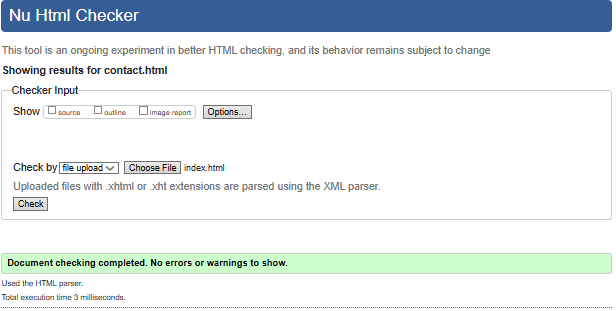 Nu Html Checker
This tool is an ongoing experiment in better HTML checking, and its behavior remains subject to change
Showing results for contact.html
Checker Input
Show source outline image report Options...
Check by file upload Choose File index.html
Uploaded files with .xhtml or .xht extensions are parsed using the XML parser.
Check
Document checking completed. No errors or warnings to show.
Used the HTML parser.
Total execution time 3 milliseconds.